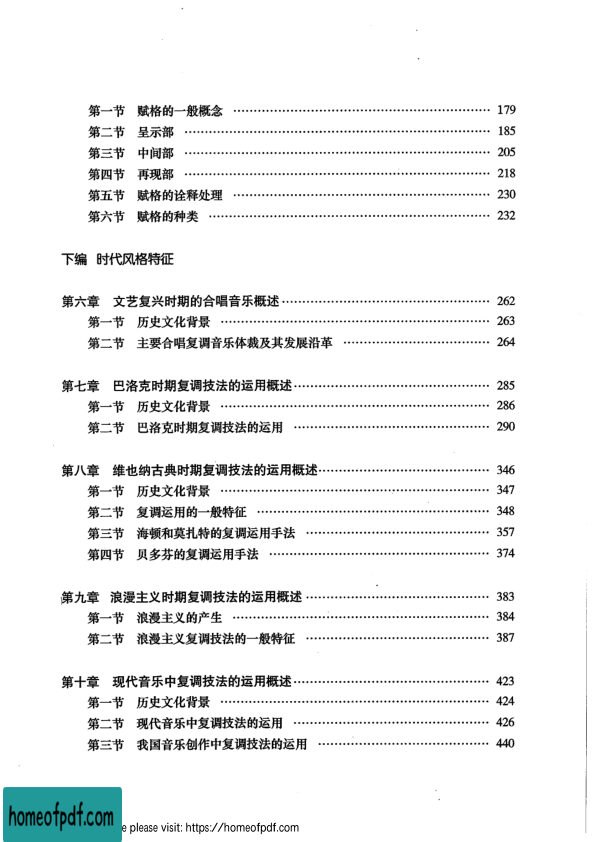 第一节 赋格的一般概念 …………………………………………………… 179
第二节 呈示部 …………………………………………………… 185
第三节 中间部 …………………………………………………… 205
第四节 再现部 …………………………………………………… 218
第五节 赋格的诠释处理 …………………………………………………… 230
第六节 赋格的种类 …………………………………………………… 232
下编 时代风格特征
第六章 文艺复兴时期的合唱音乐概述 …………………………………………………… 262
第一节 历史文化背景 …………………………………………………… 263
第二节 主要合唱复调音乐体裁及其发展沿革 …………………………………………………… 264
第七章 巴洛克时期复调技法的运用概述 …………………………………………………… 285
第一节 历史文化背景 …………………………………………………… 286
第二节 巴洛克时期复调技法的运用 …………………………………………………… 290
第八章 维也纳古典时期复调技法的运用概述 …………………………………………………… 346
第一节 历史文化背景 …………………………………………………… 347
第二节 复调运用的一般特征 …………………………………………………… 348
第三节 海顿和莫扎特的复调运用手法 …………………………………………………… 357
第四节 贝多芬的复调运用手法 …………………………………………………… 374
第九章 浪漫主义时期复调技法的运用概述 …………………………………………………… 383
第一节 浪漫主义的产生 …………………………………………………… 384
第二节 浪漫主义复调技法的一般特征 …………………………………………………… 387
第十章 现代音乐中复调技法的运用概述 …………………………………………………… 423
第一节 历史文化背景 …………………………………………………… 424
第二节 现代音乐中复调技法的运用 …………………………………………………… 426
第三节 我国音乐创作中复调技法的运用 …………………………………………………… 440
homeofpdf.com
e please visit: https://homeofpdf.com